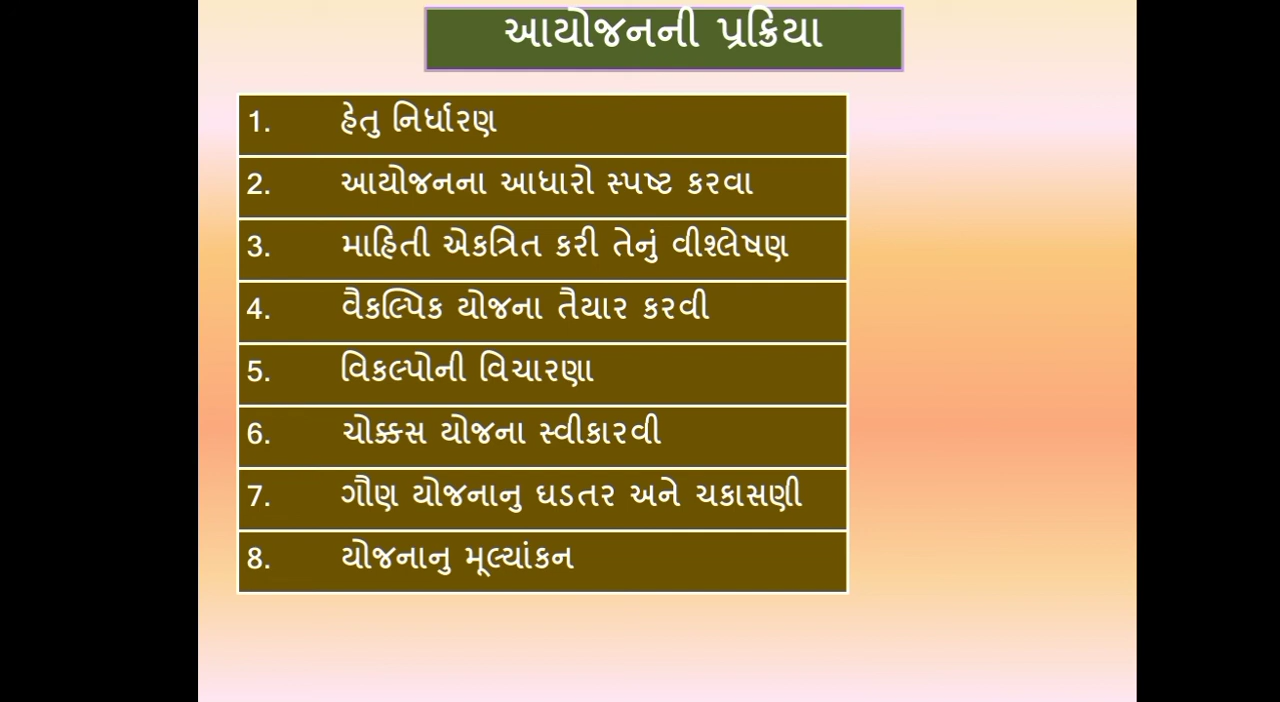 આયોજનની પ્રક્રિયા
1. હેતુ નિર્ધારણ
2. આયોજનના આધારો સ્પષ્ટ કરવા
3. માહિતી એકત્રિત કરી તેનું વીશ્લેષણ
4. વૈકલ્પિક યોજના તૈયાર કરવી
5. વિકલ્પોની વિચારણા
6. ચોક્કસ યોજના સ્વીકારવી
7. ગૌણ યોજનાનુ ઘડતર અને ચકાસણી
8. યોજનાનુ મૂલ્યાંકન